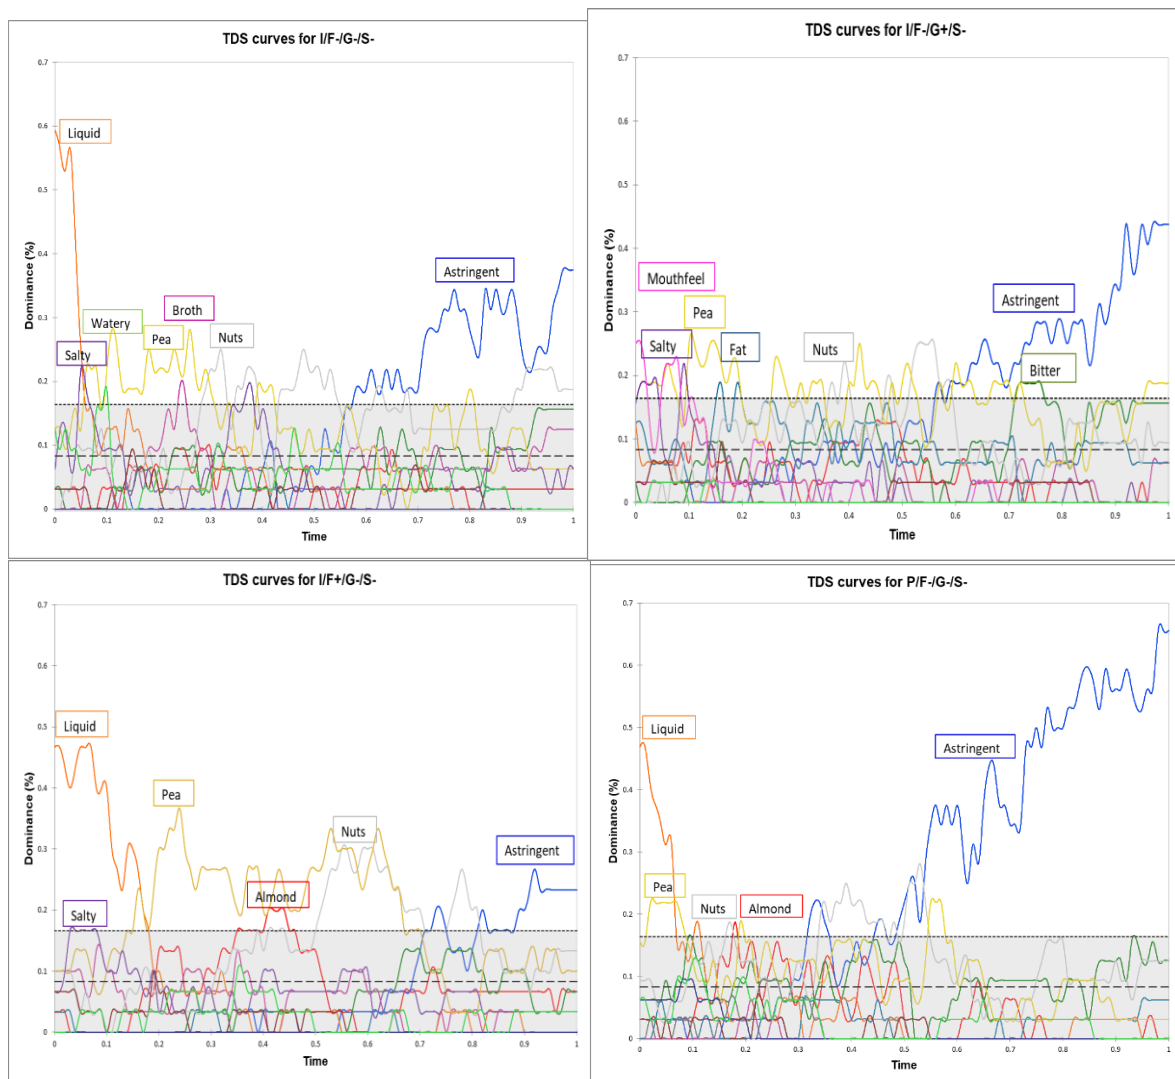 TDS curves for I/F-/G-/S-
0.7
0.6
0.5
0.4
0.3
0.2
0.1
0
Dominance (%)
Liquid
Salty
Watery
Pea
Broth
Nuts
Astringent
0 0.1 0.2 0.3 0.4 0.5 0.6 0.7 0.8 0.9 1
Time
TDS curves for I/F-/G+/S-
0.7
0.6
0.5
0.4
0.3
0.2
0.1
0
Dominance (%)
Mouthfeel
Salty
Pea
Fat
Nuts
Astringent
Bitter
0 0.1 0.2 0.3 0.4 0.5 0.6 0.7 0.8 0.9 1
Time
TDS curves for I/F+/G-/S-
0.7
0.6
0.5
0.4
0.3
0.2
0.1
0
Dominance (%)
Liquid
Salty
Pea
Almond
Nuts
Astringent
0 0.1 0.2 0.3 0.4 0.5 0.6 0.7 0.8 0.9 1
Time
TDS curves for P/F-/G-/S-
0.7
0.6
0.5
0.4
0.3
0.2
0.1
0
Dominance (%)
Liquid
Pea
Nuts
Almond
Astringent
0 0.1 0.2 0.3 0.4 0.5 0.6 0.7 0.8 0.9 1
Time